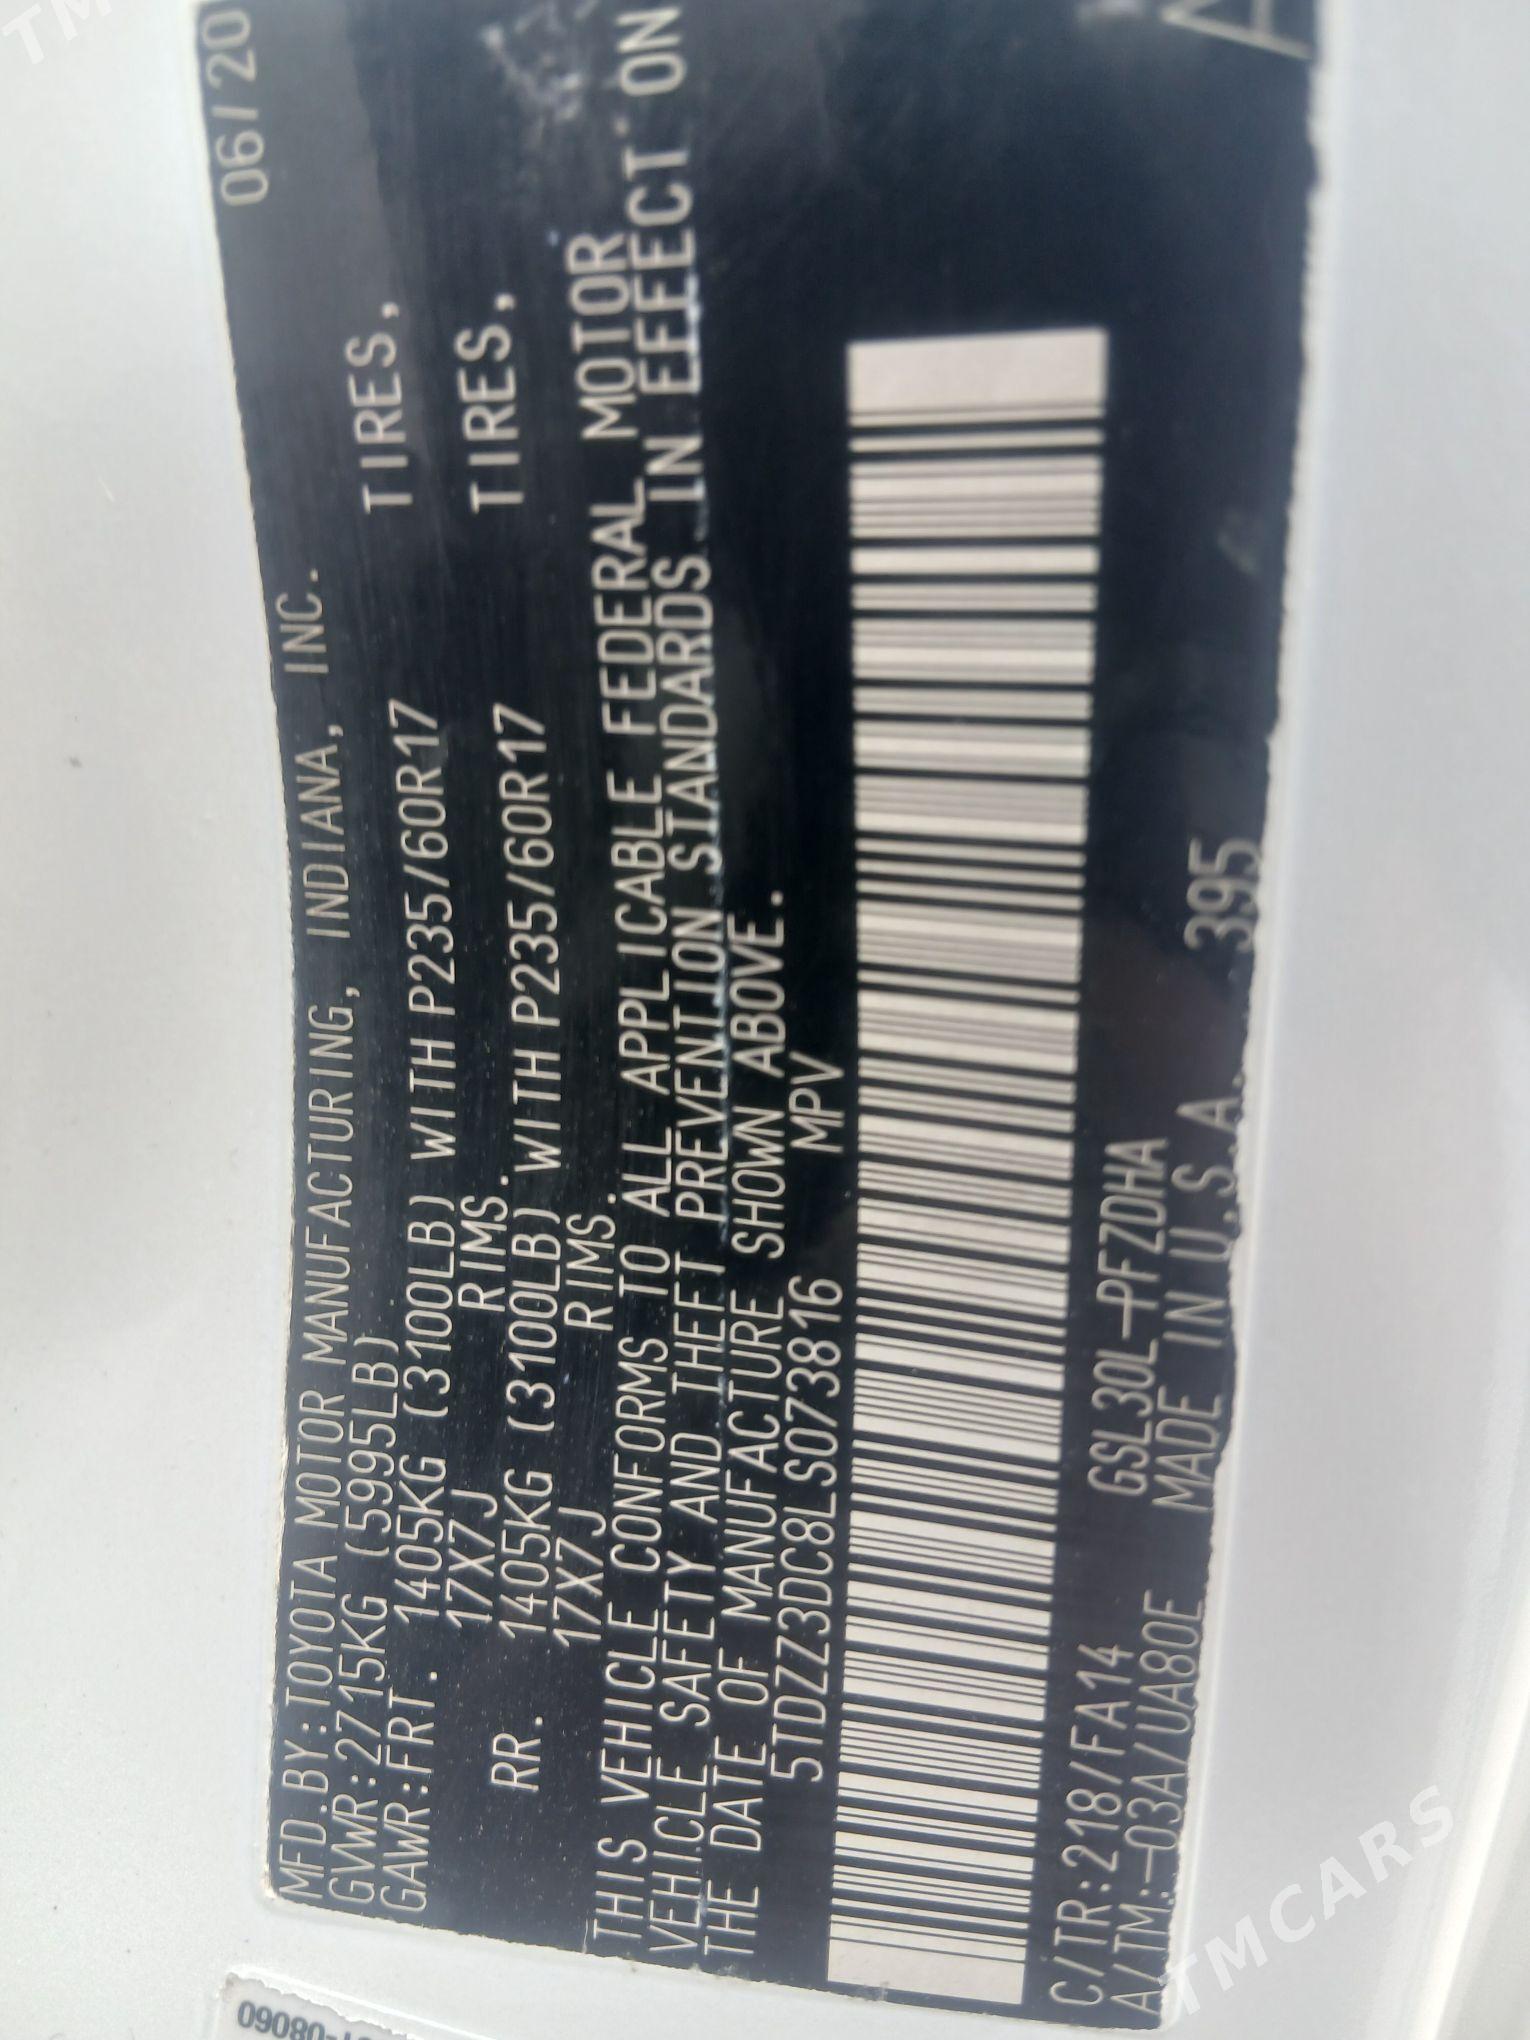 MFD.BY:TOYOTA MOTOR MANUFACTURING, INDIANA, INC. 06/20
GVWR:2715KG (5995LB)
GAWR:FRT. 1405KG (3100LB) WITH P235/60R17 TIRES,
17X7J RIMS.
RR. 1405KG (3100LB) WITH P235/60R17 TIRES,
17X7J RIMS.
THIS VEHICLE CONFORMS TO ALL APPLICABLE FEDERAL MOTOR
VEHICLE SAFETY AND THEFT PREVENTION STANDARDS IN EFFECT ON
THE DATE OF MANUFACTURE SHOWN ABOVE.
5TDZZ3DC8LS073816 MPV
C/TR:218/FA14 GSL30L-PFZDHA
A/TM:-03A/UA80E MADE IN U.S.A. 395
TMCARS